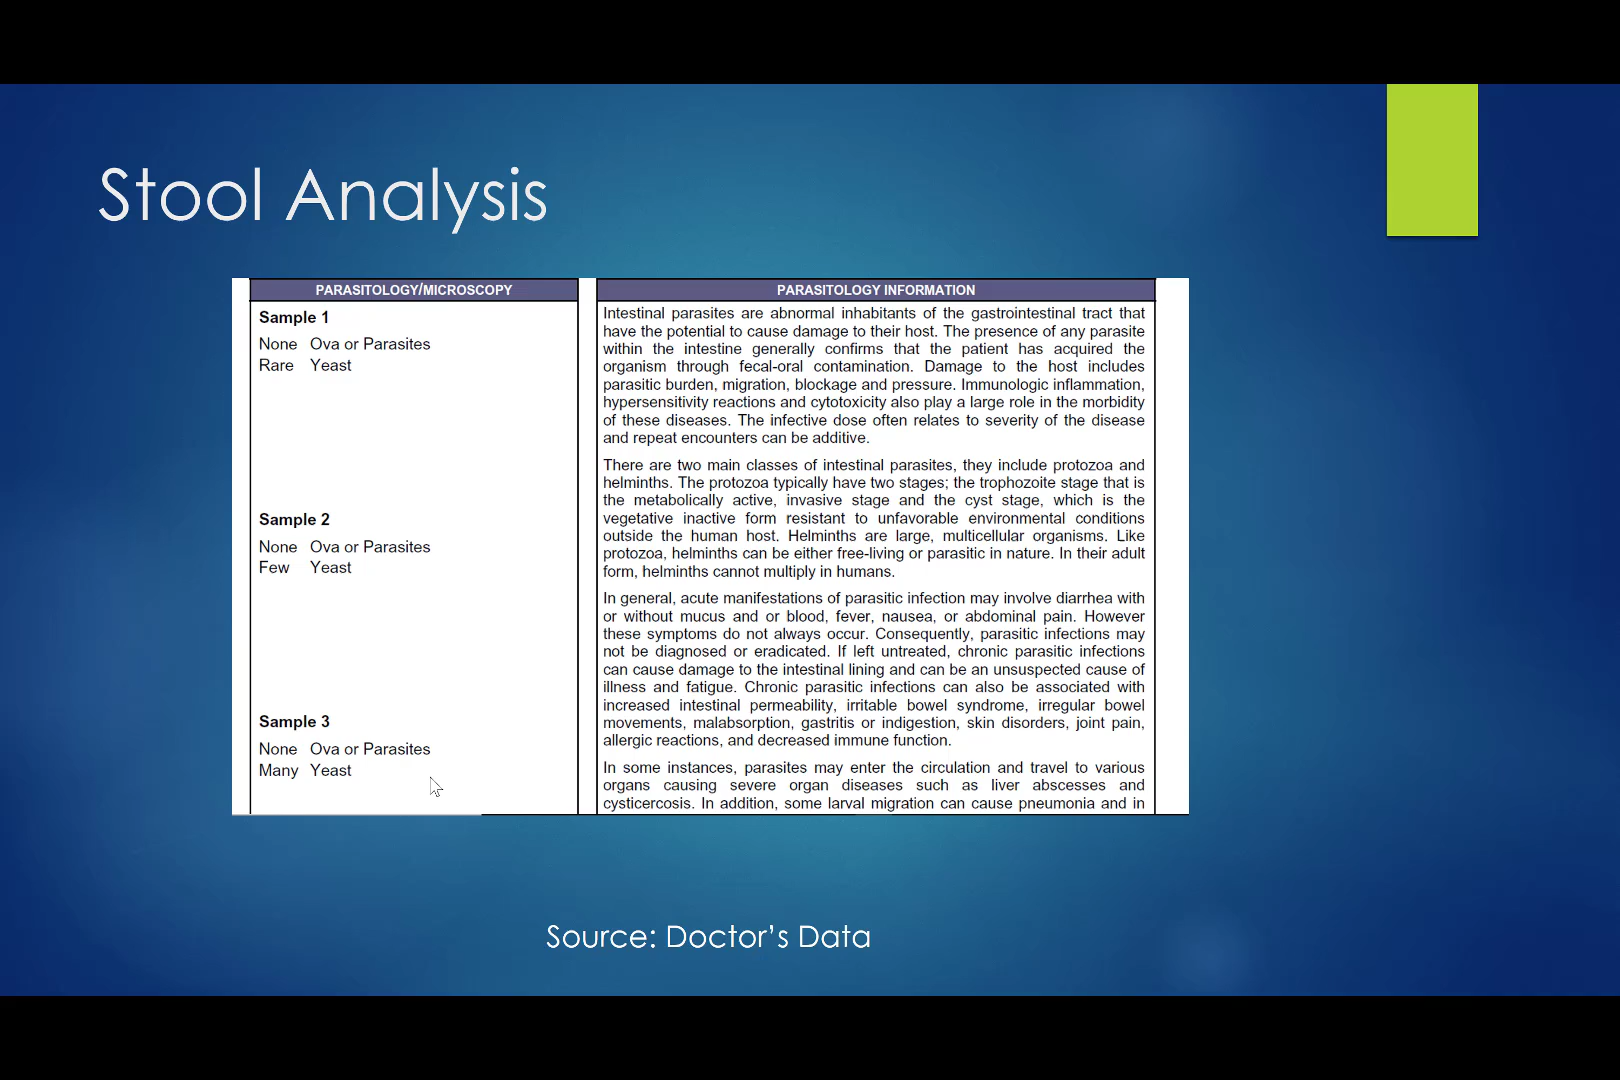 Stool Analysis
PARASITOLOGY/MICROSCOPY
Sample 1
None Ova or Parasites
Rare Yeast
Sample 2
None Ova or Parasites
Few Yeast
Sample 3
None Ova or Parasites
Many Yeast
PARASITOLOGY INFORMATION
Intestinal parasites are abnormal inhabitants of the gastrointestinal tract that
have the potential to cause damage to their host. The presence of any parasite
within the intestine generally confirms that the patient has acquired the
organism through fecal-oral contamination. Damage to the host includes
parasitic burden, migration, blockage and pressure. Immunologic inflammation,
hypersensitivity reactions and cytotoxicity also play a large role in the morbidity
of these diseases. The infective dose often relates to severity of the disease
and repeat encounters can be additive.
There are two main classes of intestinal parasites, they include protozoa and
helminths. The protozoa typically have two stages; the trophozoite stage that is
the metabolically active, invasive stage and the cyst stage, which is the
vegetative inactive form resistant to unfavorable environmental conditions
outside the human host. Helminths are large, multicellular organisms. Like
protozoa, helminths can be either free-living or parasitic in nature. In their adult
form, helminths cannot multiply in humans.
In general, acute manifestations of parasitic infection may involve diarrhea with
or without mucus and or blood, fever, nausea, or abdominal pain. However
these symptoms do not always occur. Consequently, parasitic infections may
not be diagnosed or eradicated. If left untreated, chronic parasitic infections
can cause damage to the intestinal lining and can be an unsuspected cause of
illness and fatigue. Chronic parasitic infections can also be associated with
increased intestinal permeability, irritable bowel syndrome, irregular bowel
movements, malabsorption, gastritis or indigestion, skin disorders, joint pain,
allergic reactions, and decreased immune function.
In some instances, parasites may enter the circulation and travel to various
organs causing severe organ diseases such as liver abscesses and
cysticercosis. In addition, some larval migration can cause pneumonia and in
Source: Doctor's Data